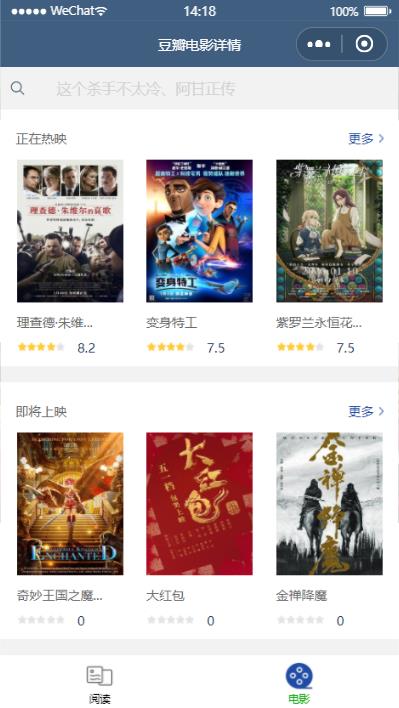 WeChat 14:18 100%
豆瓣电影详情
这个杀手不太冷、阿甘正传
正在热映 更多
理查德·朱维尔的哀歌
变身特工
理查德·朱维... 变身特工 紫罗兰永恒花...
8.2 7.5 7.5
即将上映 更多
ENCHANTED
五一档
大红包
金禅降魔
奇妙王国之魔... 大红包 金禅降魔
0 0 0
阅读 电影